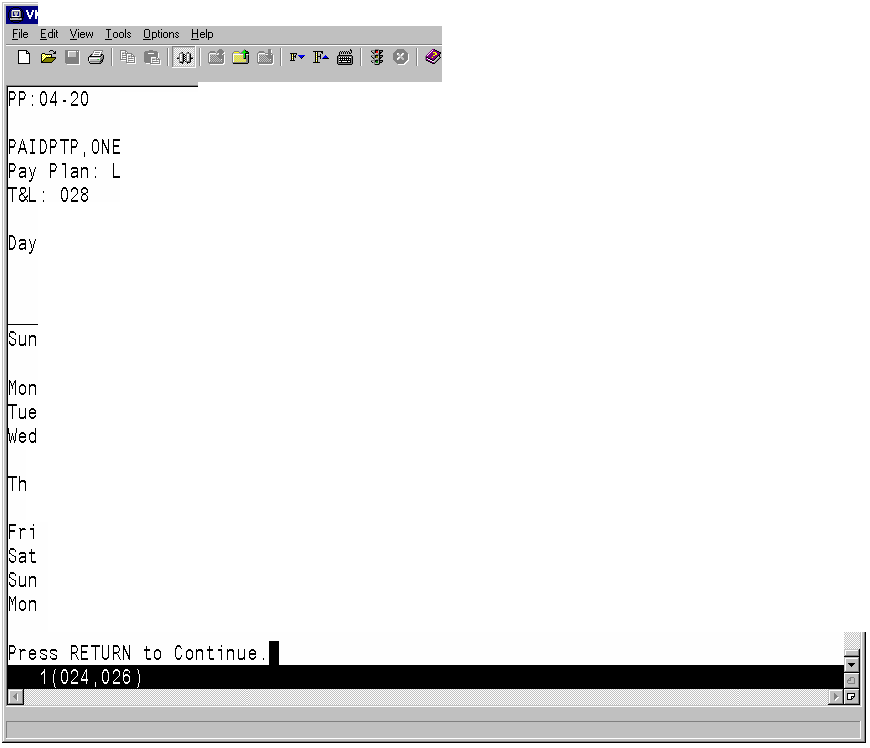 File Edit View Tools Options Help
PP:04-20
PAIDPTP,ONE
Pay Plan: L
T&L: 028
Day
Sun
Mon
Tue
Wed
Th
Fri
Sat
Sun
Mon
Press RETURN to Continue.
1(024,026)